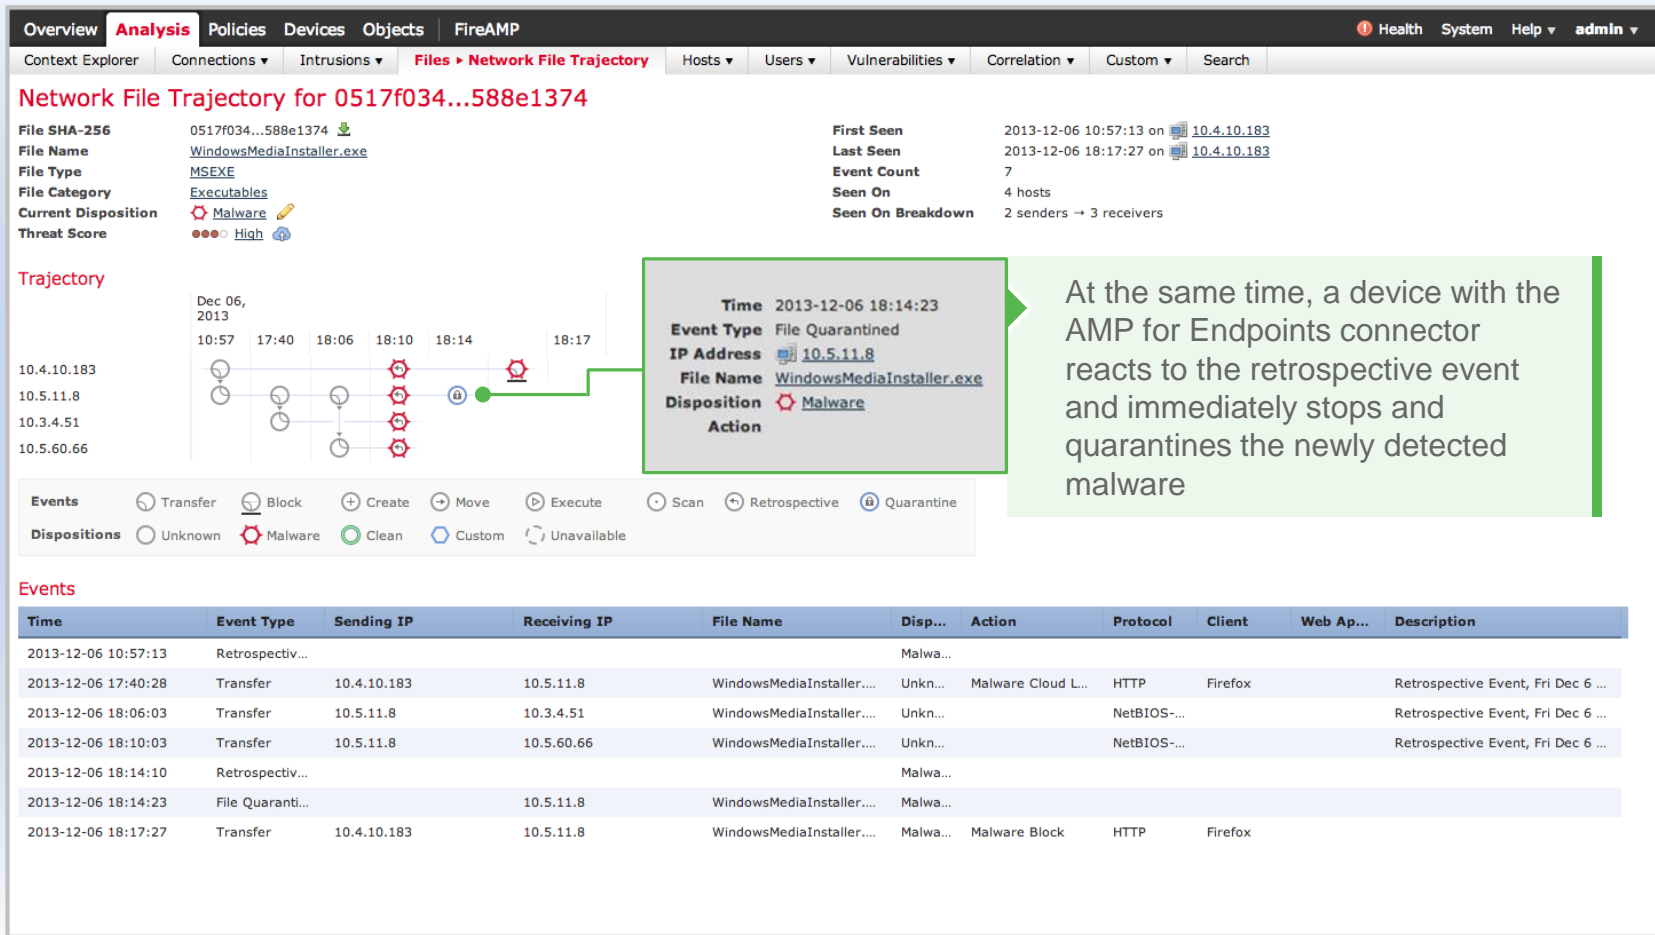 Overview Analysis Policies Devices Objects FireAMP Health System Help ▾ admin ▾
Context Explorer Connections ▾ Intrusions ▾ Files ▸ Network File Trajectory Hosts ▾ Users ▾ Vulnerabilities ▾ Correlation ▾ Custom ▾ Search
Network File Trajectory for 0517f034...588e1374
File SHA-256 0517f034...588e1374
File Name WindowsMediaInstaller.exe
File Type MSEXE
File Category Executables
Current Disposition Malware
Threat Score High
First Seen 2013-12-06 10:57:13 on 10.4.10.183
Last Seen 2013-12-06 18:17:27 on 10.4.10.183
Event Count 7
Seen On 4 hosts
Seen On Breakdown 2 senders → 3 receivers
Trajectory
Dec 06,
2013
10:57 17:40 18:06 18:10 18:14 18:17
10.4.10.183
10.5.11.8
10.3.4.51
10.5.60.66
Time 2013-12-06 18:14:23
Event Type File Quarantined
IP Address 10.5.11.8
File Name WindowsMediaInstaller.exe
Disposition Malware
Action
At the same time, a device with the
AMP for Endpoints connector
reacts to the retrospective event
and immediately stops and
quarantines the newly detected
malware
Events Transfer Block Create Move Execute Scan Retrospective Quarantine
Dispositions Unknown Malware Clean Custom Unavailable
Events
Time Event Type Sending IP Receiving IP File Name Disp... Action Protocol Client Web Ap... Description
2013-12-06 10:57:13 Retrospectiv... Malwa...
2013-12-06 17:40:28 Transfer 10.4.10.183 10.5.11.8 WindowsMediaInstaller.... Unkn... Malware Cloud L... HTTP Firefox Retrospective Event, Fri Dec 6 ...
2013-12-06 18:06:03 Transfer 10.5.11.8 10.3.4.51 WindowsMediaInstaller.... Unkn... NetBIOS-... Retrospective Event, Fri Dec 6 ...
2013-12-06 18:10:03 Transfer 10.5.11.8 10.5.60.66 WindowsMediaInstaller.... Unkn... NetBIOS-... Retrospective Event, Fri Dec 6 ...
2013-12-06 18:14:10 Retrospectiv... Malwa...
2013-12-06 18:14:23 File Quaranti... 10.5.11.8 WindowsMediaInstaller.... Malwa...
2013-12-06 18:17:27 Transfer 10.4.10.183 10.5.11.8 WindowsMediaInstaller.... Malwa... Malware Block HTTP Firefox